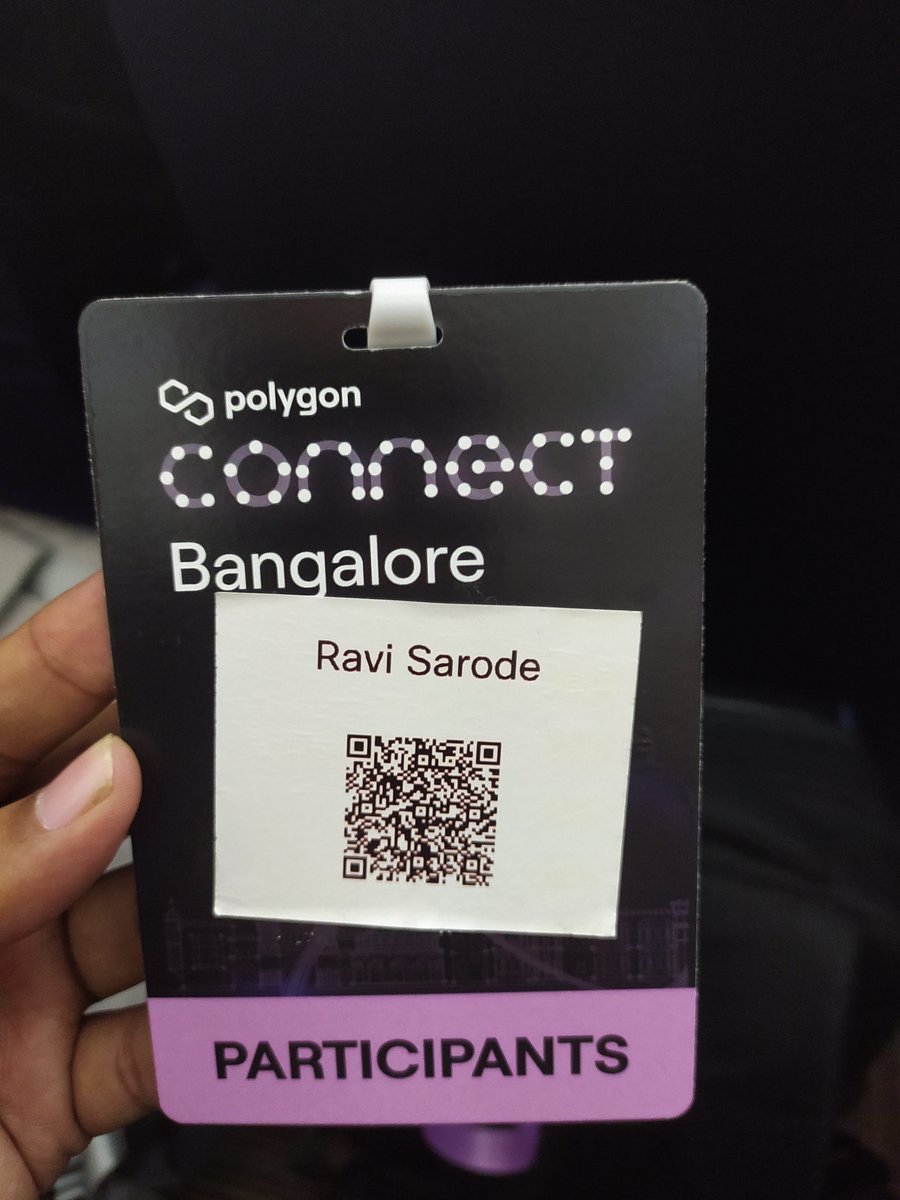 polygon
connect
Bangalore
Ravi Sarode
PARTICIPANTS